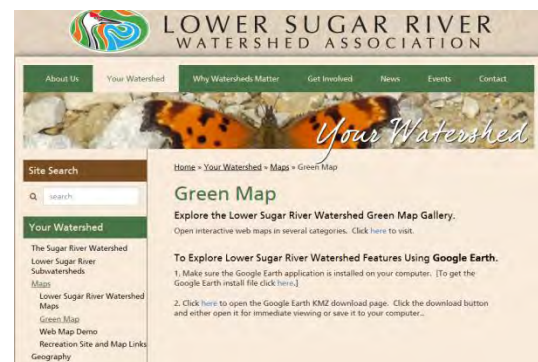 LOWER SUGAR RIVER
WATERSHED ASSOCIATION
About Us Your Watershed Why Watersheds Matter Get Involved News Events Contact
Your Watershed
Site Search
search
Your Watershed
The Sugar River Watershed
Lower Sugar River
Subwatersheds
Maps
Lower Sugar River Watershed
Maps
Green Map
Web Map Demo
Recreation Site and Map Links
Geography
Home » Your Watershed » Maps » Green Map
Green Map
Explore the Lower Sugar River Watershed Green Map Gallery.
Open interactive web maps in several categories. Click here to visit.
To Explore Lower Sugar River Watershed Features Using Google Earth.
1. Make sure the Google Earth application is installed on your computer. [To get the
Google Earth install file click here.]
2. Click here to open the Google Earth KMZ download page. Click the download button
and either open it for immediate viewing or save it to your computer..